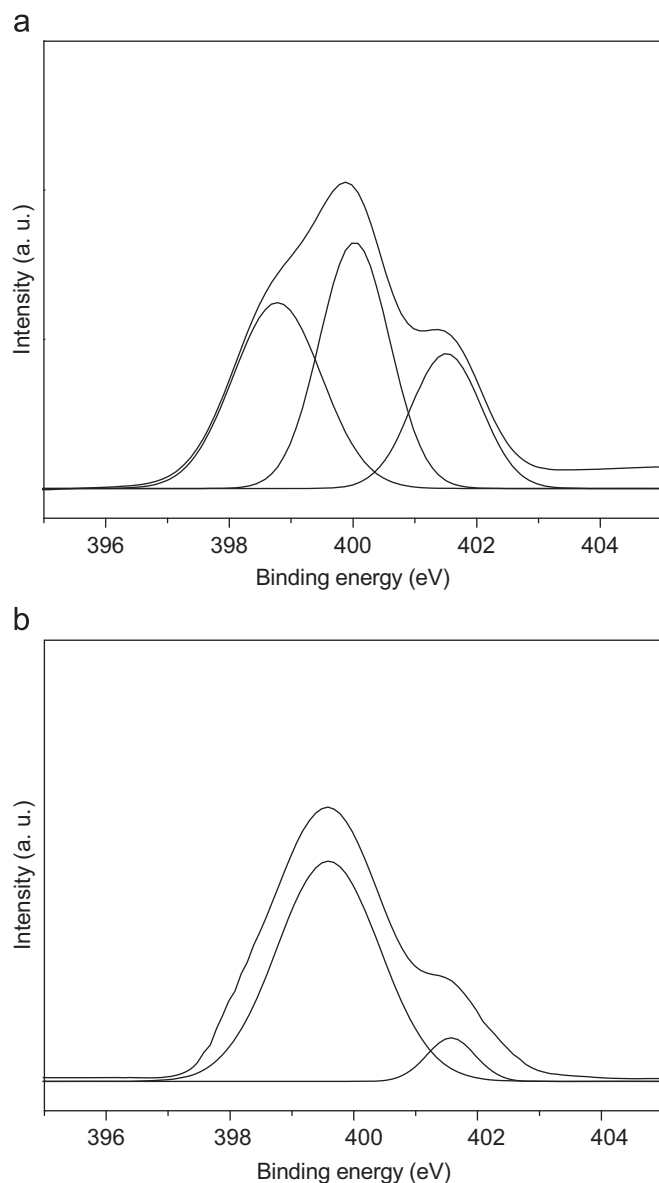 a
Intensity (a. u.)
396 398 400 402 404
Binding energy (eV)
b
Intensity (a. u.)
396 398 400 402 404
Binding energy (eV)